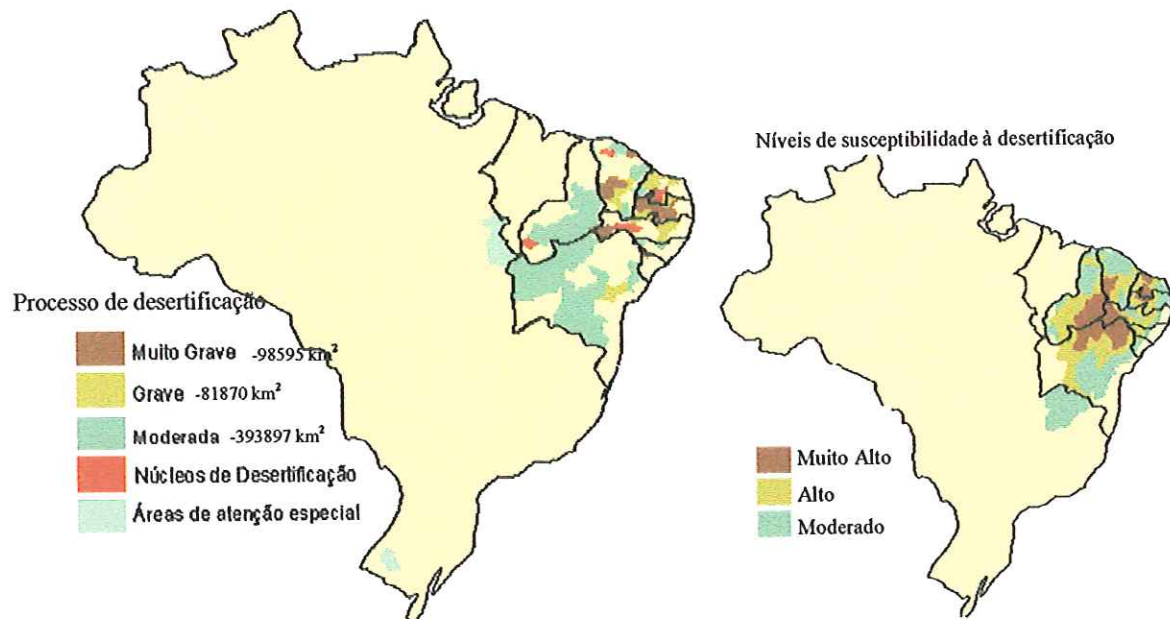 Processo de desertificação
Muito Grave -98595 km²
Grave -81870 km²
Moderada -393897 km²
Núcleos de Desertificação
Áreas de atenção especial
Níveis de susceptibilidade à desertificação
Muito Alto
Alto
Moderado